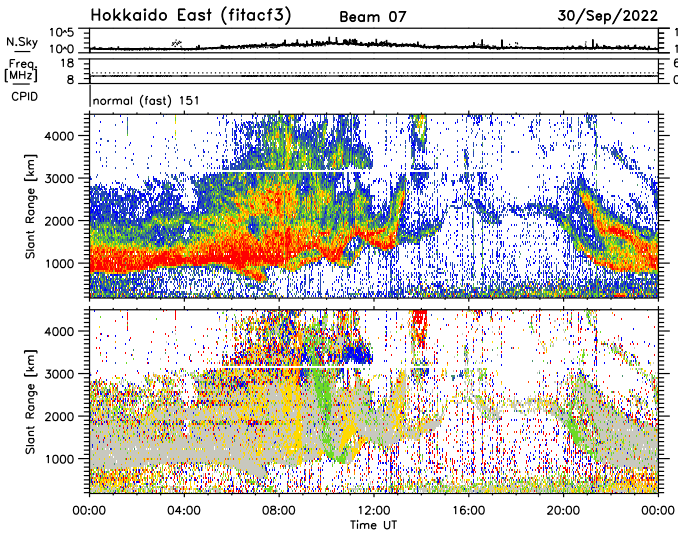 Hokkaido East (fitacf3) Beam 07 30/Sep/2022
N.Sky 10^5 10^0
Freq. [MHz] 18 8
CPID normal (fast) 151
Slant Range [km] 4000 3000 2000 1000
Slant Range [km] 4000 3000 2000 1000
00:00 04:00 08:00 12:00 16:00 20:00 00:00
Time UT